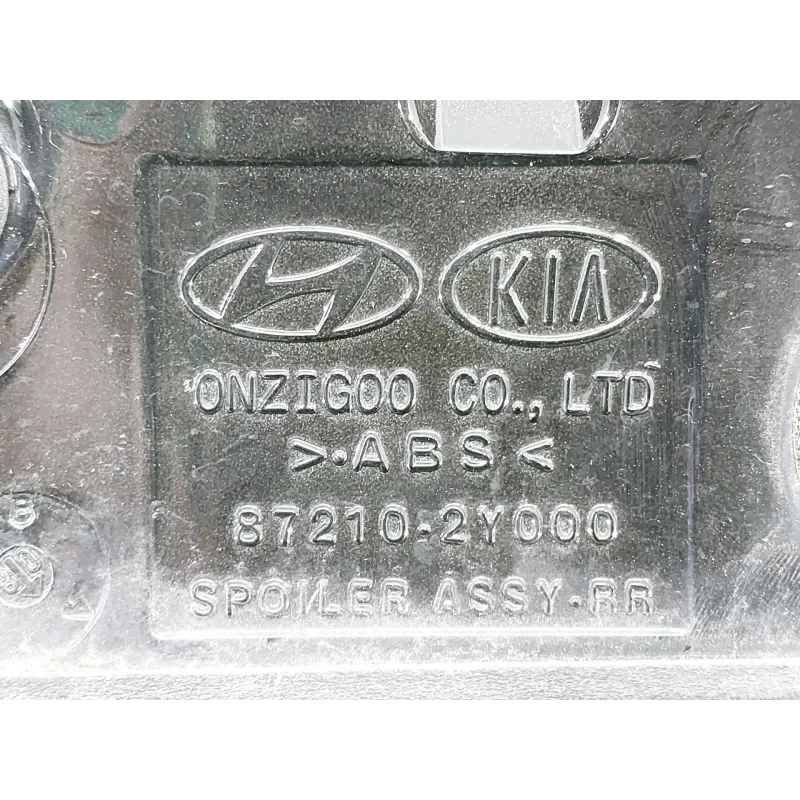 KIA
ONZIGOO CO., LTD
>·ABS<
87210-2Y000
SPOILER ASSY-RR